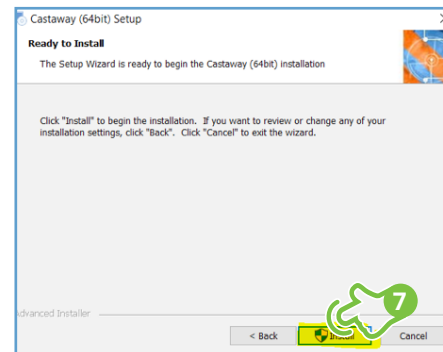 Castaway (64bit) Setup
Ready to Install
The Setup Wizard is ready to begin the Castaway (64bit) installation
Click "Install" to begin the installation. If you want to review or change any of your
installation settings, click "Back". Click "Cancel" to exit the wizard.
7
Advanced Installer
< Back Install Cancel